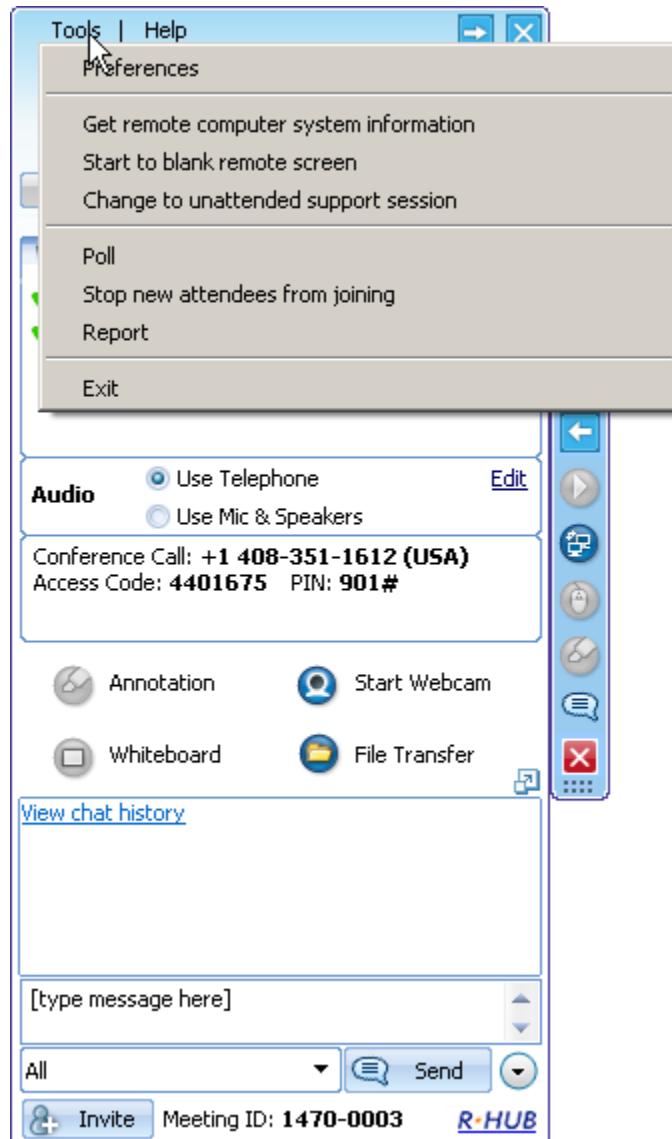 Tools | Help
Preferences
Get remote computer system information
Start to blank remote screen
Change to unattended support session
Poll
Stop new attendees from joining
Report
Exit
Audio
Use Telephone
Edit
Use Mic & Speakers
Conference Call: +1 408-351-1612 (USA)
Access Code: 4401675 PIN: 901#
Annotation
Start Webcam
Whiteboard
File Transfer
View chat history
[type message here]
All
Send
Invite
Meeting ID: 1470-0003
R·HUB